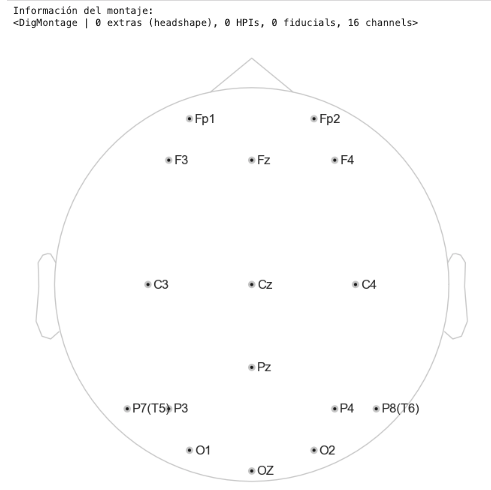 Información del montaje:
<DigMontage | 0 extras (headshape), 0 HPIs, 0 fiducials, 16 channels>
Fp1 Fp2
F3 Fz F4
C3 Cz C4
Pz
P7(T5) P3 P4 P8(T6)
O1 O2
OZ